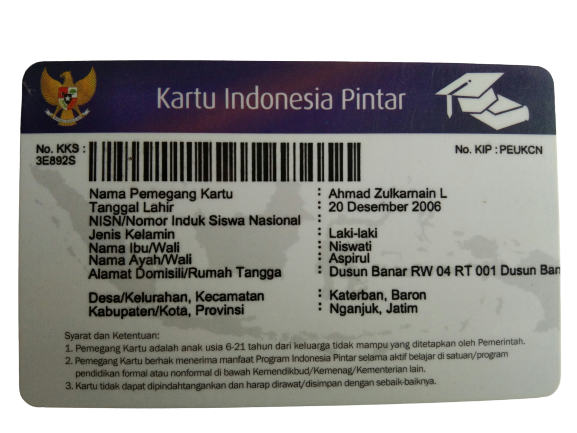 Kartu Indonesia Pintar
No. KKS :
3E892S
No. KIP : PEUKCN
Nama Pemegang Kartu : Ahmad Zulkarnain L
Tanggal Lahir : 20 Desember 2006
NISN/Nomor Induk Siswa Nasional :
Jenis Kelamin : Laki-laki
Nama Ibu/Wali : Niswati
Nama Ayah/Wali : Aspirul
Alamat Domisili/Rumah Tangga : Dusun Banar RW 04 RT 001 Dusun Ban
Desa/Kelurahan, Kecamatan : Katerban, Baron
Kabupaten/Kota, Provinsi : Nganjuk, Jatim
Syarat dan Ketentuan:
1. Pemegang Kartu adalah anak usia 6-21 tahun dari keluarga tidak mampu yang ditetapkan oleh Pemerintah.
2. Pemegang Kartu berhak menerima manfaat Program Indonesia Pintar selama aktif belajar di satuan/program
pendidikan formal atau nonformal di bawah Kemendikbud/Kemenag/Kementerian lain.
3. Kartu tidak dapat dipindahtangankan dan harap dirawat/disimpan dengan sebaik-baiknya.